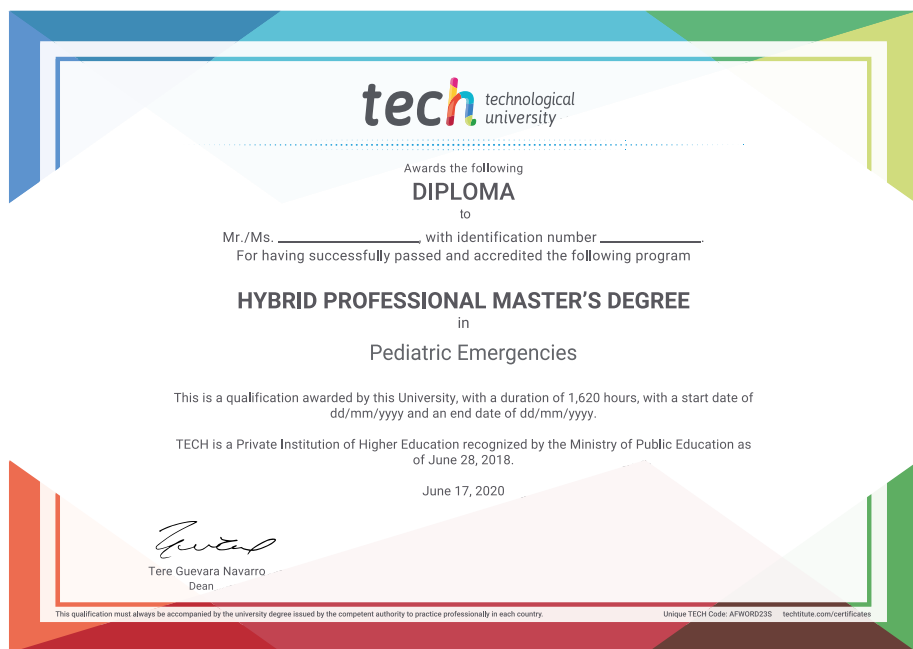 tech technological
university
Awards the following
DIPLOMA
to
Mr./Ms. ______________, with identification number ______________.
For having successfully passed and accredited the following program
HYBRID PROFESSIONAL MASTER'S DEGREE
in
Pediatric Emergencies
This is a qualification awarded by this University, with a duration of 1,620 hours, with a start date of
dd/mm/yyyy and an end date of dd/mm/yyyy.
TECH is a Private Institution of Higher Education recognized by the Ministry of Public Education as
of June 28, 2018.
June 17, 2020
Tere Guevara Navarro
Dean
This qualification must always be accompanied by the university degree issued by the competent authority to practice professionally in each country. Unique TECH Code: AFWORD23S techtitute.com/certificates